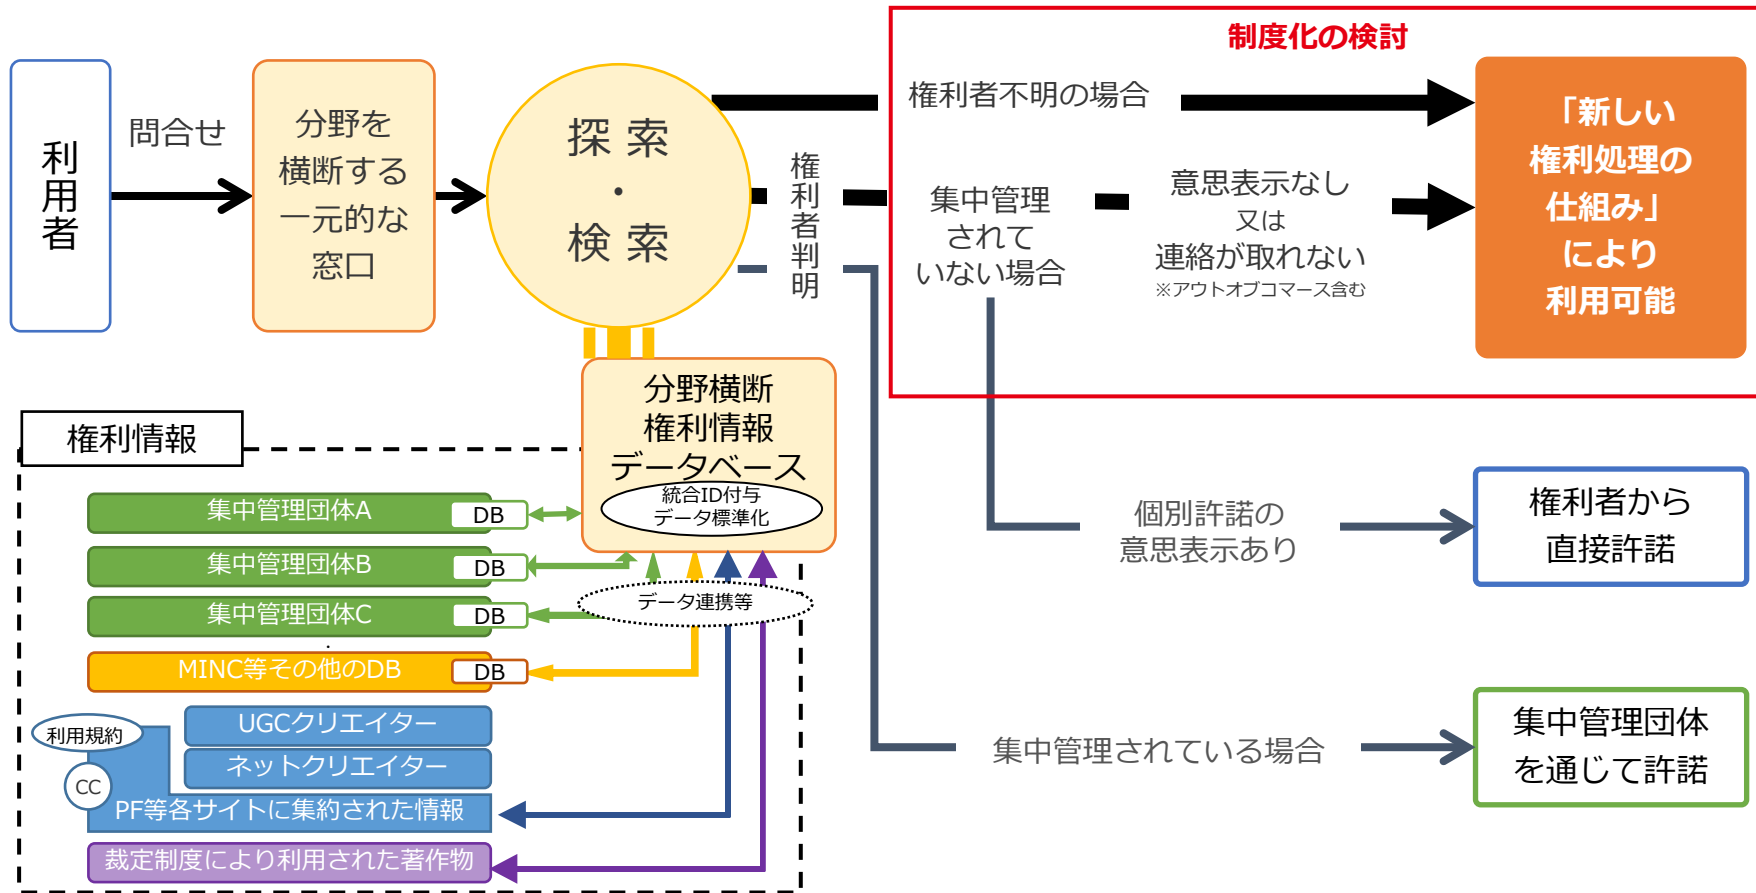 制度化の検討
利用者
問合せ
分野を
横断する
一元的な
窓口
探 索
・
検 索
権利者判明
権利者不明の場合
集中管理
されて
いない場合
意思表示なし
又は
連絡が取れない
※アウトオブコマース含む
「新しい
権利処理の
仕組み」
により
利用可能
分野横断
権利情報
データベース
統合ID付与
データ標準化
権利情報
集中管理団体A
DB
集中管理団体B
DB
集中管理団体C
DB
.
MINC等その他のDB
DB
データ連携等
利用規約
CC
UGCクリエイター
ネットクリエイター
PF等各サイトに集約された情報
裁定制度により利用された著作物
個別許諾の
意思表示あり
権利者から
直接許諾
集中管理されている場合
集中管理団体
を通じて許諾